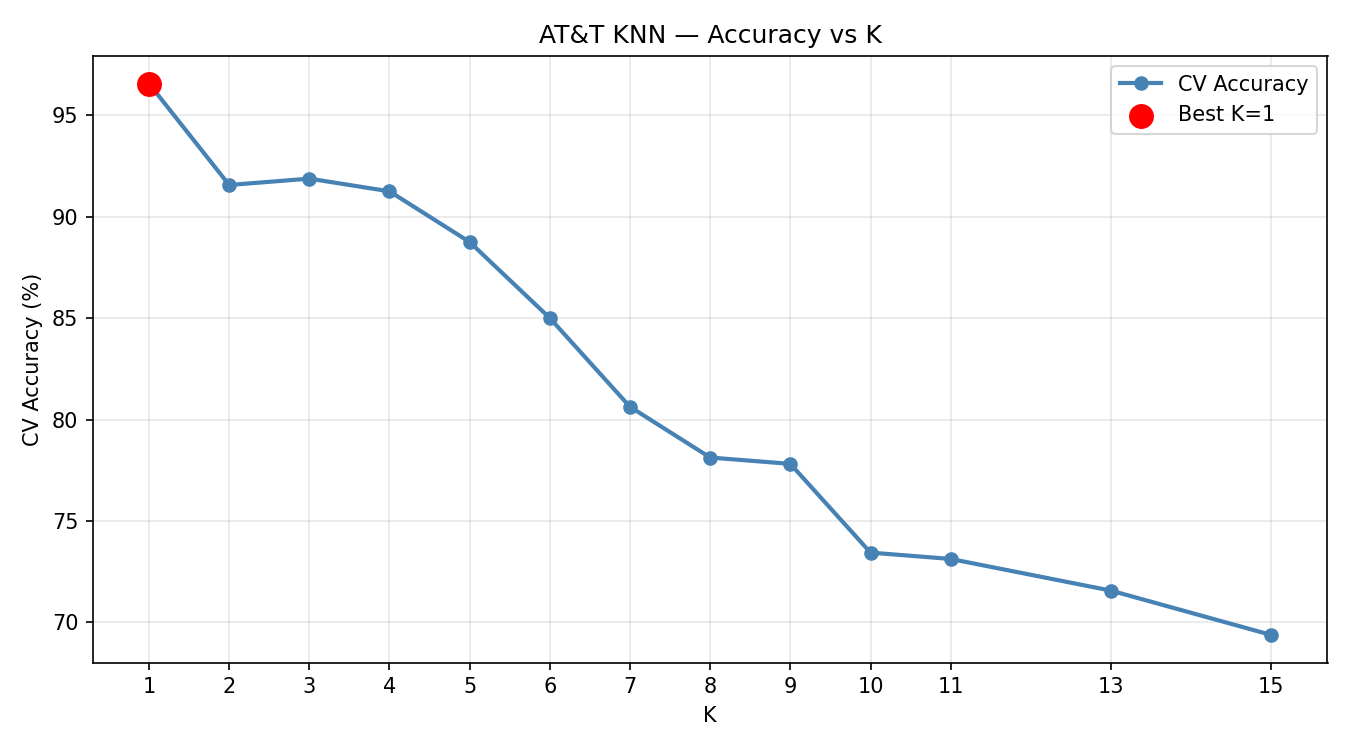 AT&T KNN — Accuracy vs K
CV Accuracy
Best K=1
CV Accuracy (%)
95
90
85
80
75
70
1 2 3 4 5 6 7 8 9 10 11 13 15
K